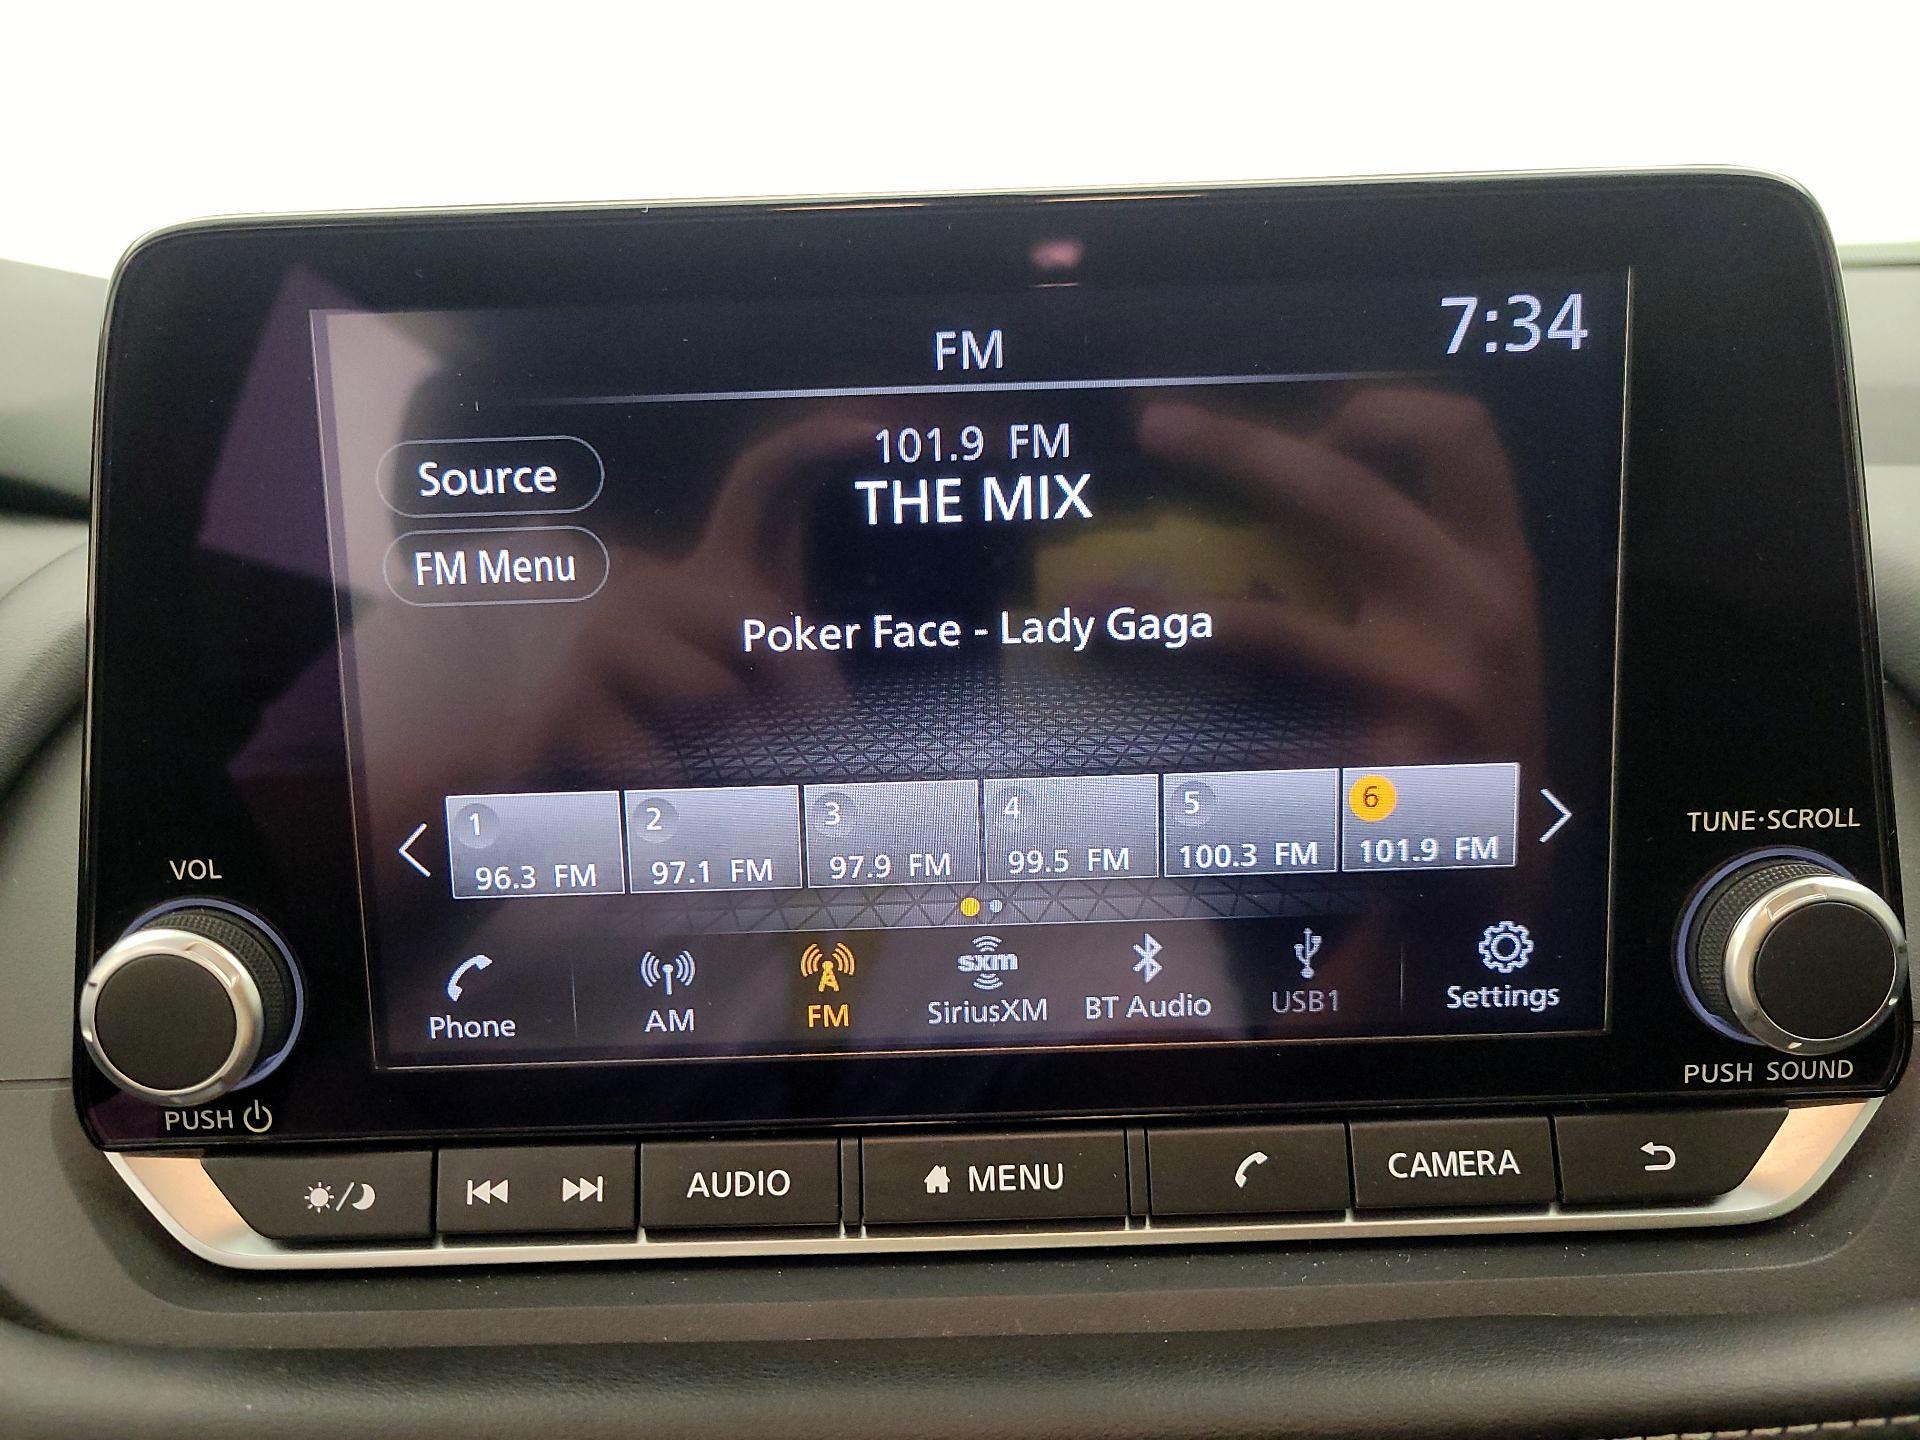 7:34
FM
101.9 FM
THE MIX
Source
FM Menu
Poker Face - Lady Gaga
1 2 3 4 5 6
96.3 FM 97.1 FM 97.9 FM 99.5 FM 100.3 FM 101.9 FM
sxm
Phone AM FM SiriusXM BT Audio USB1 Settings
VOL
PUSH
TUNE·SCROLL
PUSH SOUND
AUDIO MENU CAMERA